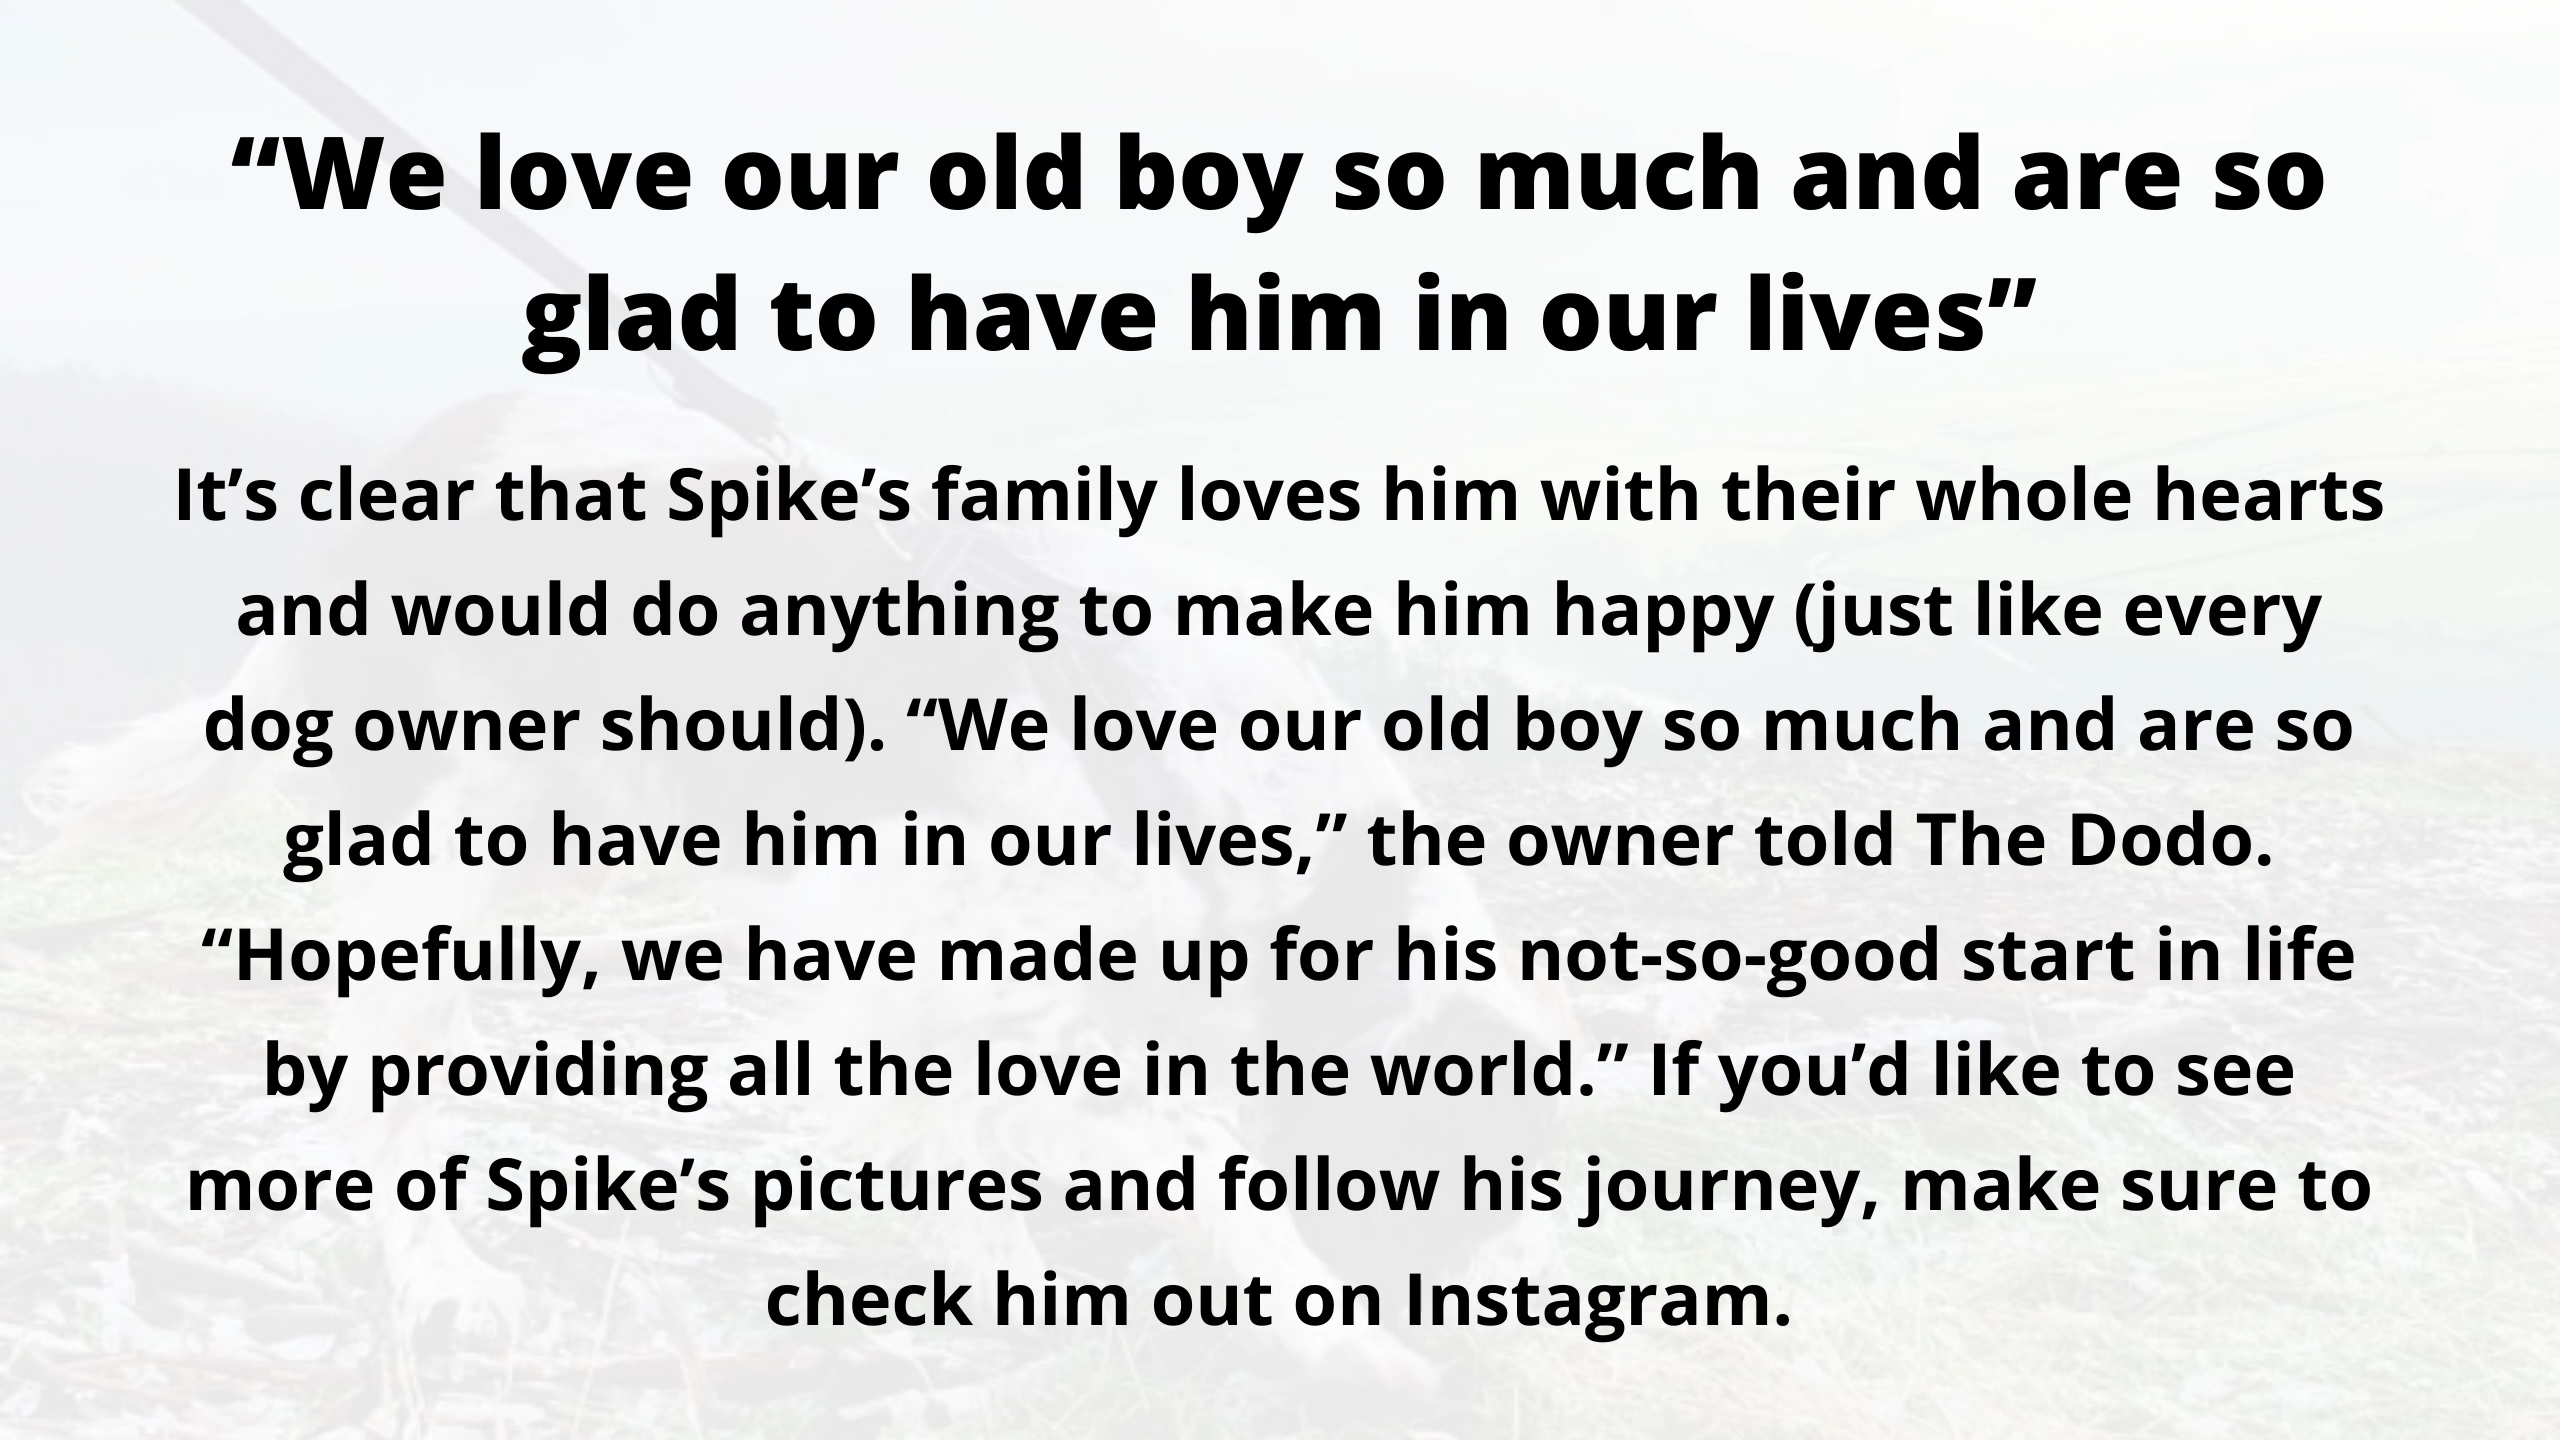 “We love our old boy so much and are so
glad to have him in our lives”
It’s clear that Spike’s family loves him with their whole hearts
and would do anything to make him happy (just like every
dog owner should). “We love our old boy so much and are so
glad to have him in our lives,” the owner told The Dodo.
“Hopefully, we have made up for his not-so-good start in life
by providing all the love in the world.” If you’d like to see
more of Spike’s pictures and follow his journey, make sure to
check him out on Instagram.